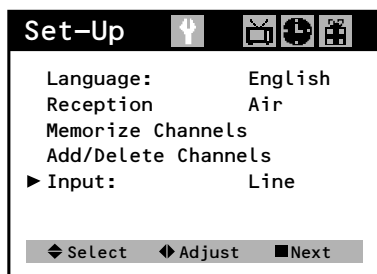 Set-Up
Language: English
Reception Air
Memorize Channels
Add/Delete Channels
Input: Line
Select Adjust Next